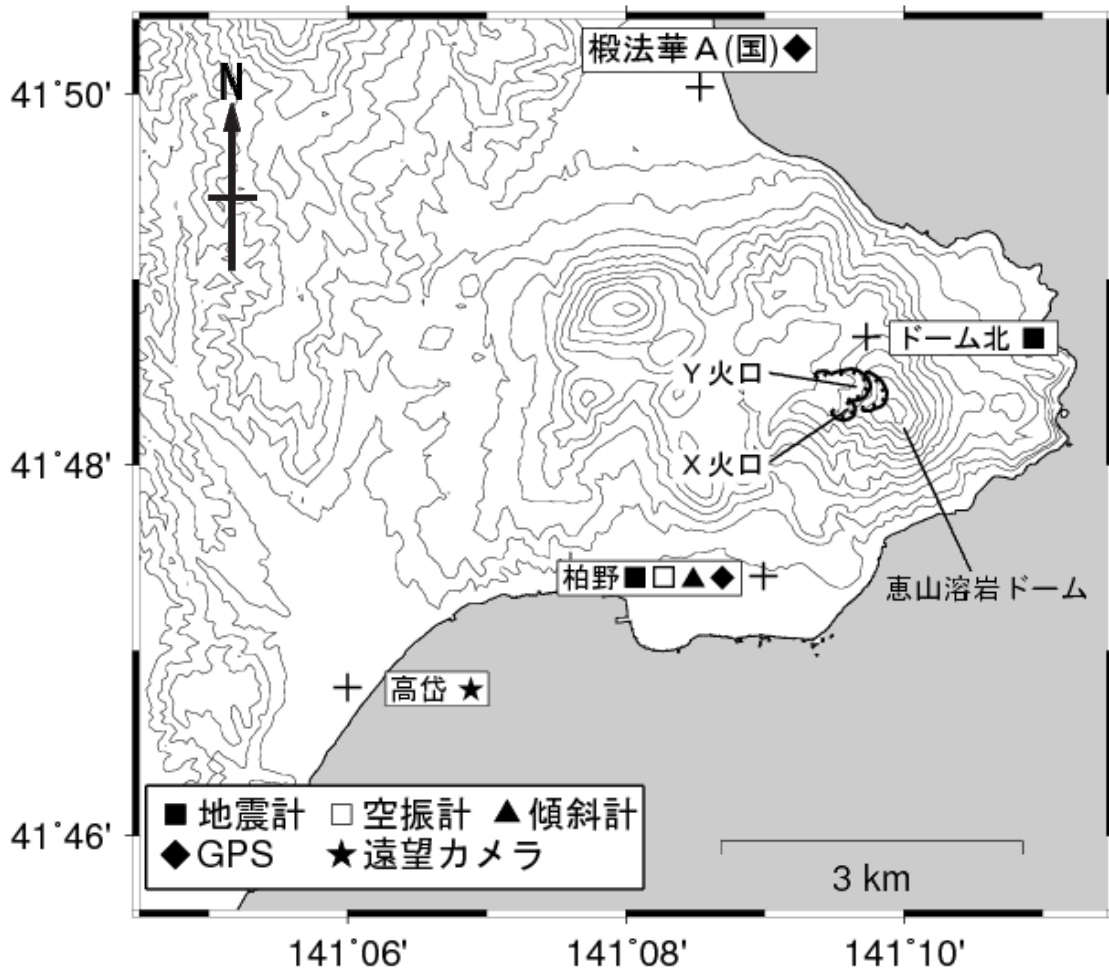 椴法華A(国)◆
41°50'
N
ドーム北 ■
Y火口
X火口
41°48'
柏野■□▲◆
恵山溶岩ドーム
高岱 ★
■ 地震計 □ 空振計 ▲ 傾斜計
◆ GPS ★ 遠望カメラ
41°46'
3 km
141°06'
141°08'
141°10'